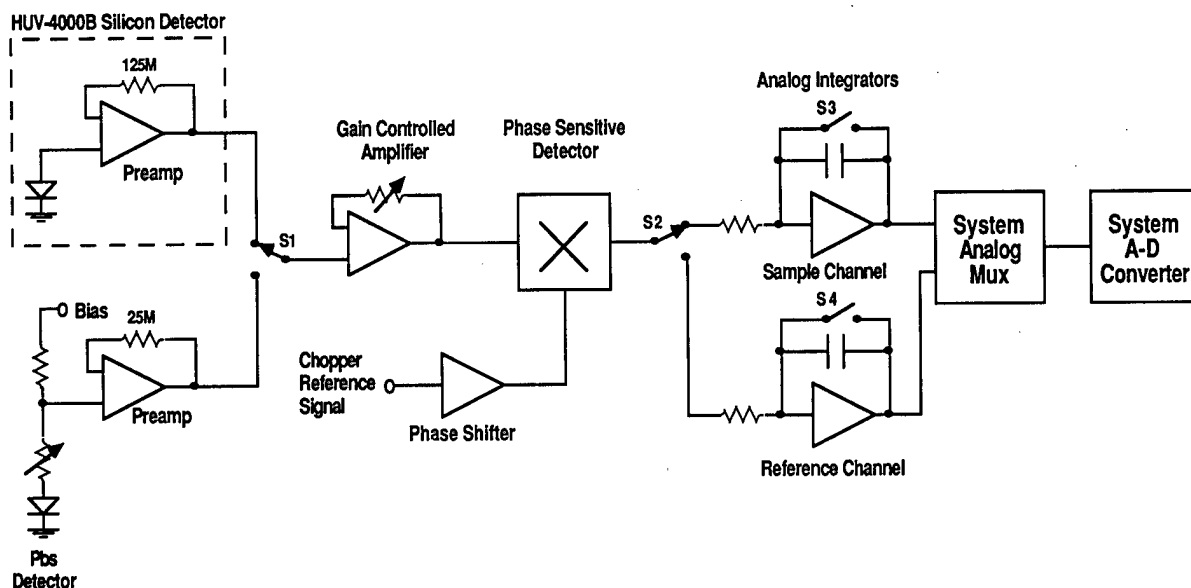 HUV-4000B Silicon Detector
125M
Preamp
Gain Controlled
Amplifier
Phase Sensitive
Detector
Analog Integrators
S3
S1
S2
Sample Channel
System
Analog
Mux
System
A-D
Converter
Bias
25M
Preamp
Chopper
Reference
Signal
Phase Shifter
S4
Reference Channel
Pbs
Detector